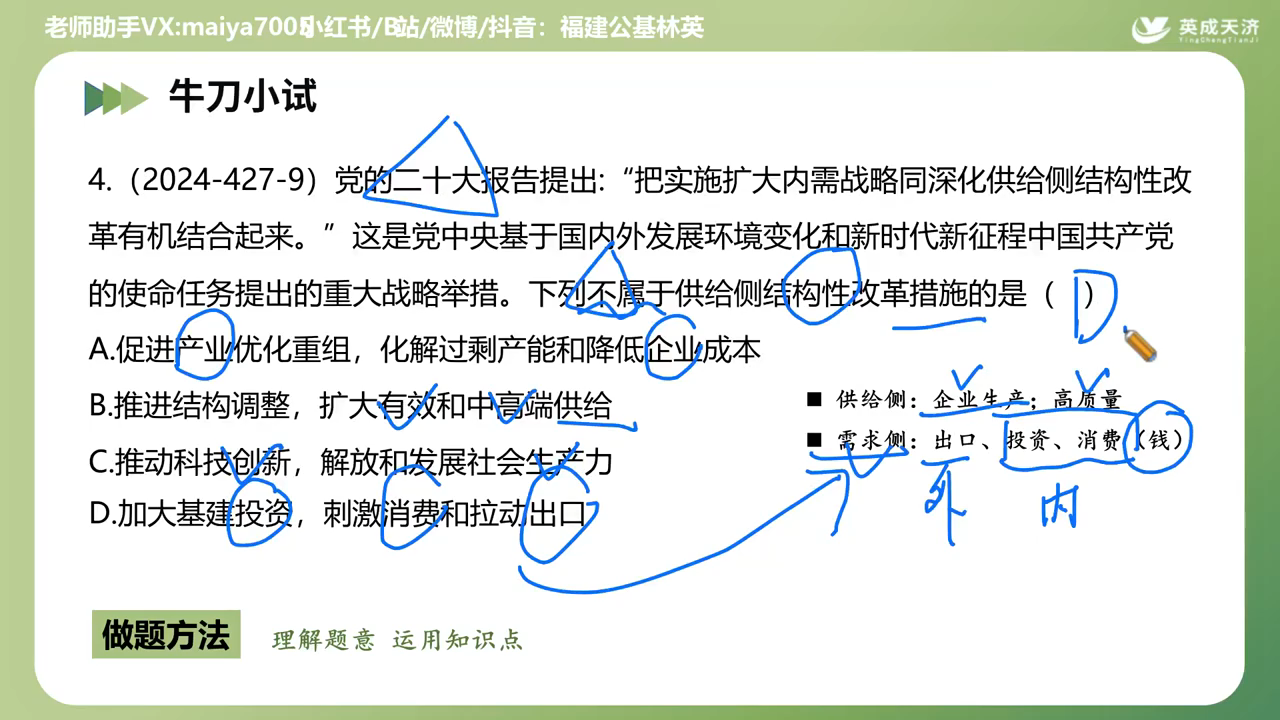 老师助手VX:maiya7005小红书/B站/微博/抖音：福建公基林英
英成天济
YingChengTianJi
牛刀小试
4.（2024-427-9）党的二十大报告提出：“把实施扩大内需战略同深化供给侧结构性改
革有机结合起来。”这是党中央基于国内外发展环境变化和新时代新征程中国共产党
的使命任务提出的重大战略举措。下列不属于供给侧结构性改革措施的是（ ）
D
A.促进产业优化重组，化解过剩产能和降低企业成本
B.推进结构调整，扩大有效和中高端供给
C.推动科技创新，解放和发展社会生产力
D.加大基建投资，刺激消费和拉动出口
■ 供给侧：企业生产；高质量
■ 需求侧：出口、投资、消费（钱）
外 内
做题方法 理解题意 运用知识点